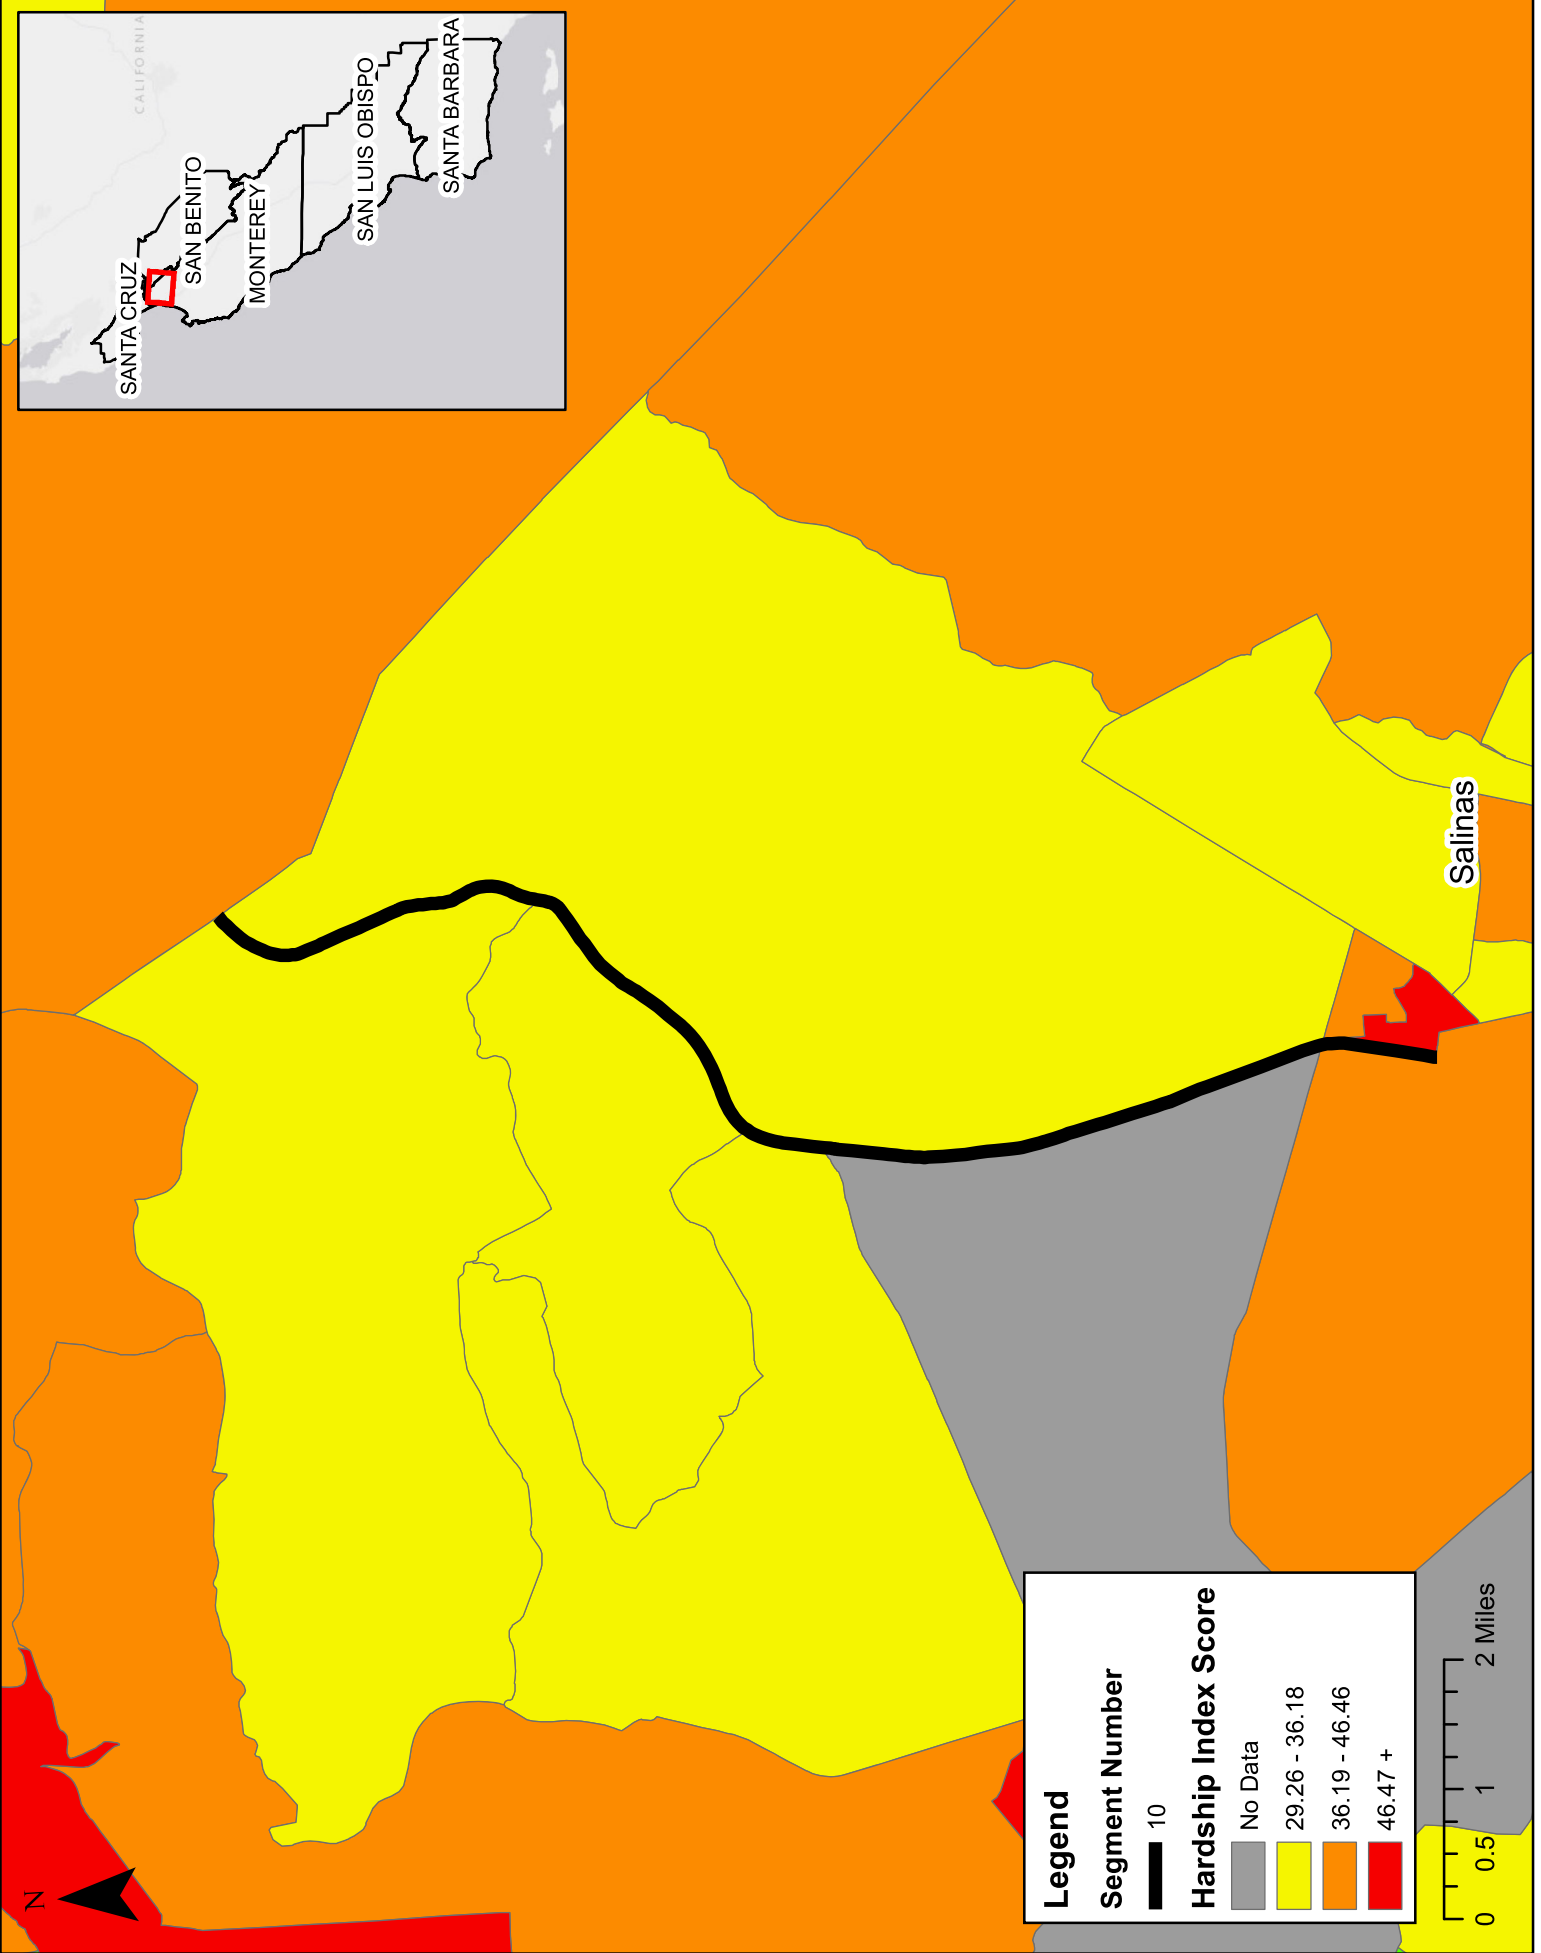 N
Legend
Segment Number
10
Hardship Index Score
No Data
29.26 - 36.18
36.19 - 46.46
46.47 +
0 0.5 1 2 Miles
Salinas
CALIFORNIA
SANTA CRUZ
SAN BENITO
MONTEREY
SAN LUIS OBISPO
SANTA BARBARA